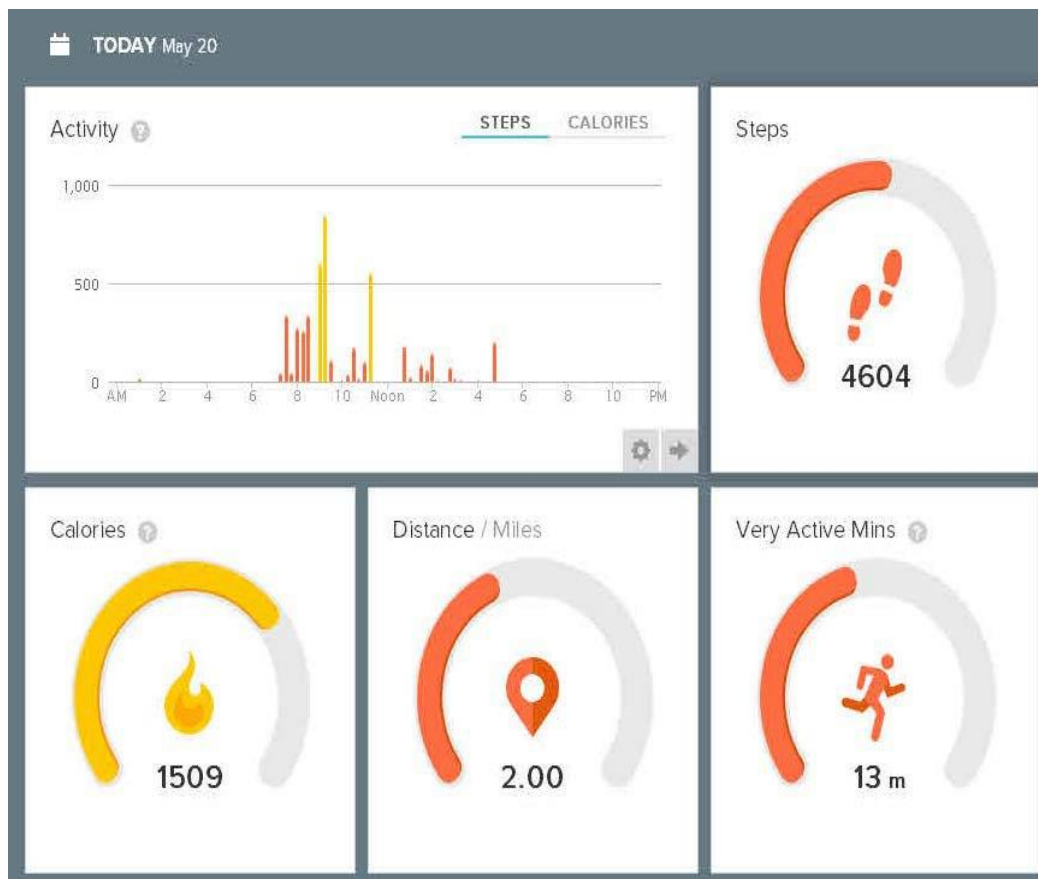 TODAY May 20
Activity ?
STEPS CALORIES
1,000
500
0
AM 2 4 6 8 10 Noon 2 4 6 8 10 PM
Steps
4604
Calories ?
1509
Distance / Miles
2.00
Very Active Mins ?
13 m